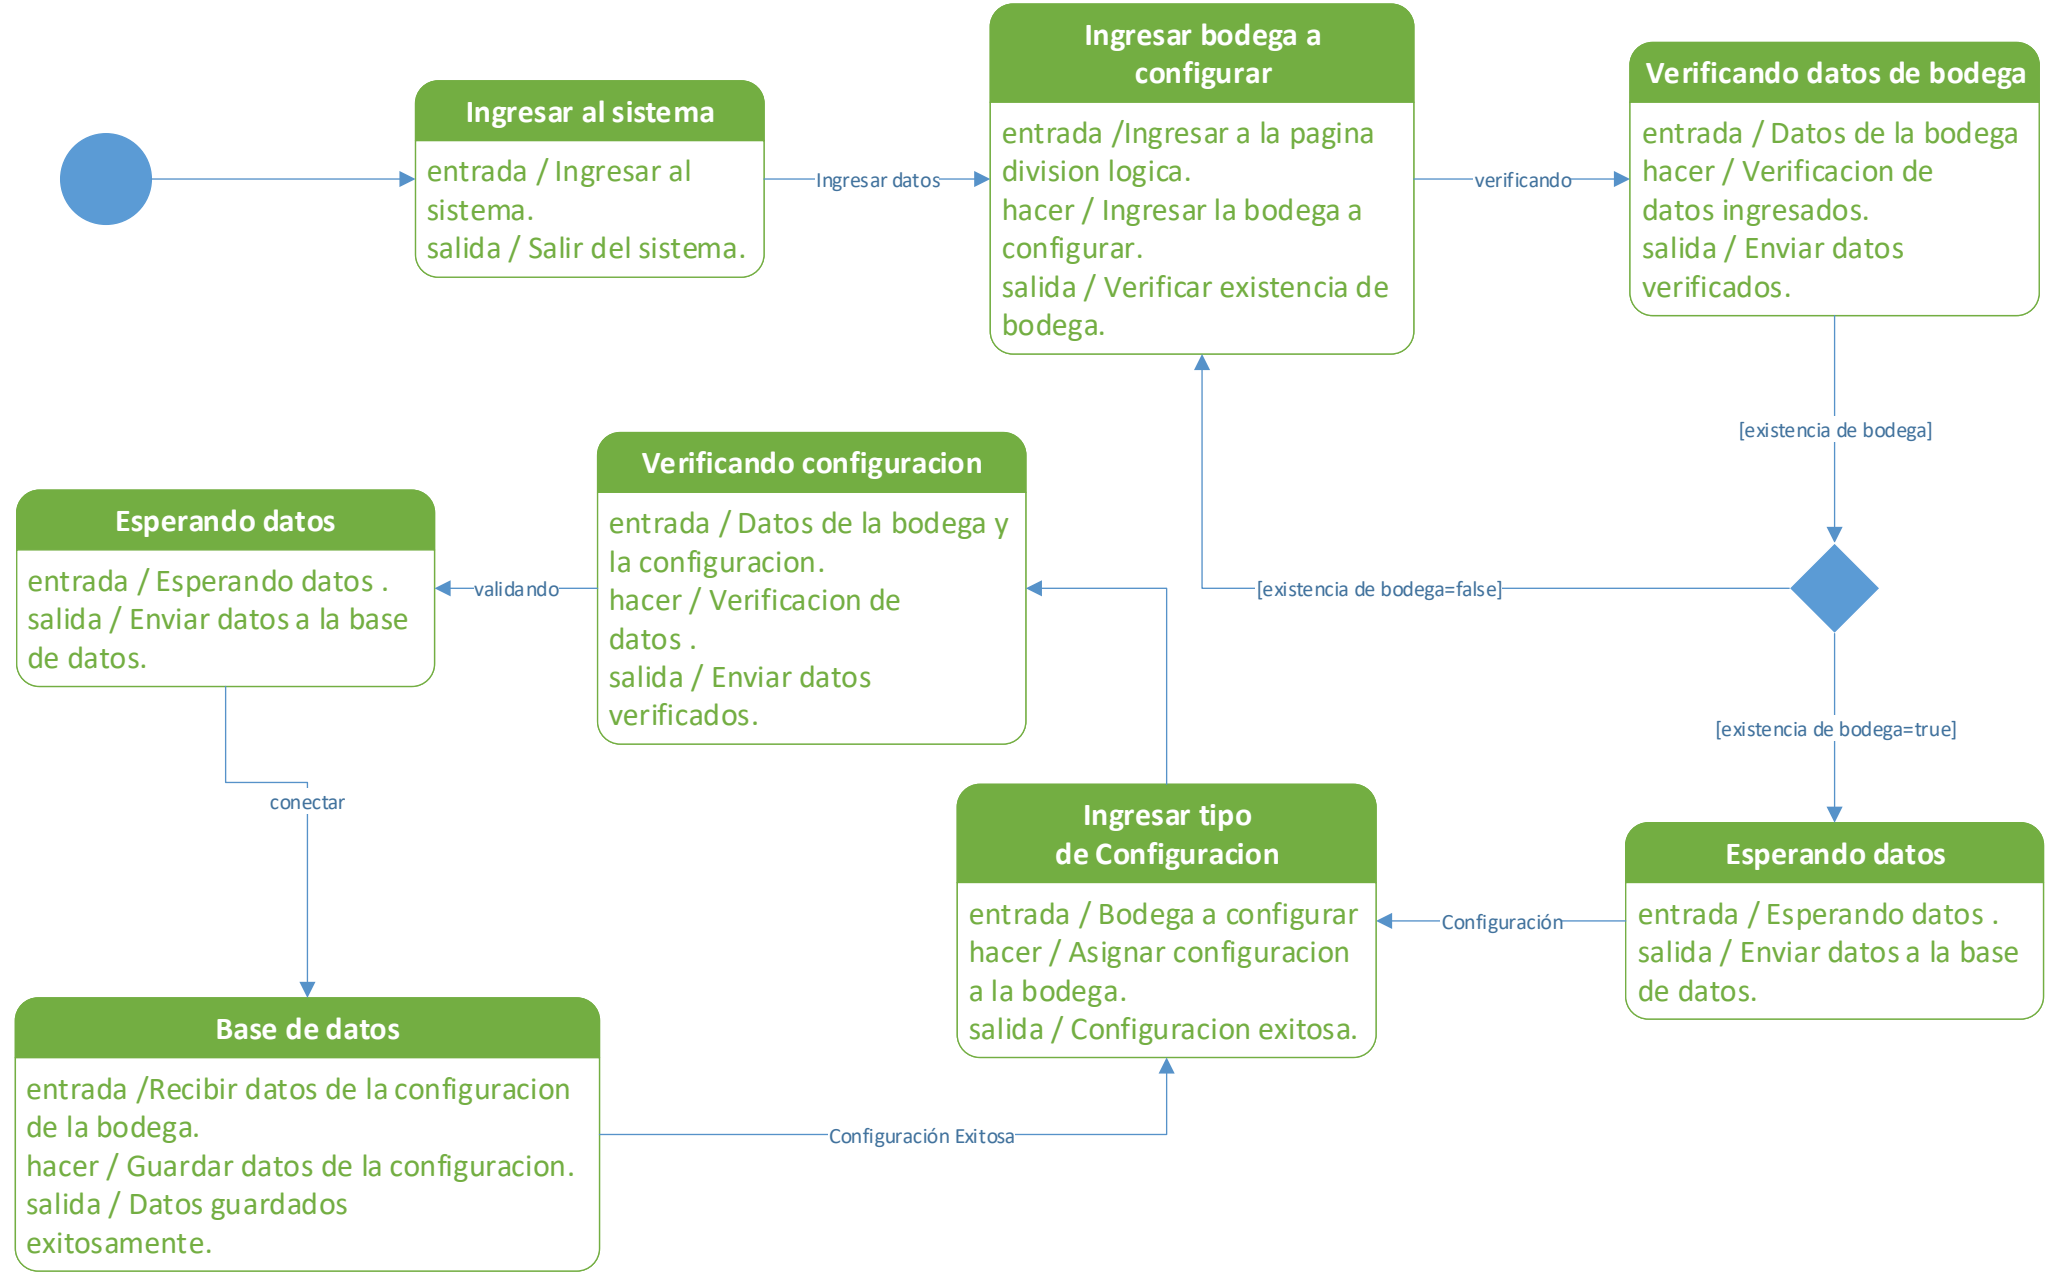 Ingresar al sistema
entrada / Ingresar al
sistema.
salida / Salir del sistema.
Ingresar datos
Ingresar bodega a
configurar
entrada /Ingresar a la pagina
division logica.
hacer / Ingresar la bodega a
configurar.
salida / Verificar existencia de
bodega.
verificando
Verificando datos de bodega
entrada / Datos de la bodega
hacer / Verificacion de
datos ingresados.
salida / Enviar datos
verificados.
[existencia de bodega]
[existencia de bodega=false]
[existencia de bodega=true]
Esperando datos
entrada / Esperando datos .
salida / Enviar datos a la base
de datos.
Configuración
Ingresar tipo
de Configuracion
entrada / Bodega a configurar
hacer / Asignar configuracion
a la bodega.
salida / Configuracion exitosa.
Verificando configuracion
entrada / Datos de la bodega y
la configuracion.
hacer / Verificacion de
datos .
salida / Enviar datos
verificados.
validando
Esperando datos
entrada / Esperando datos .
salida / Enviar datos a la base
de datos.
conectar
Base de datos
entrada /Recibir datos de la configuracion
de la bodega.
hacer / Guardar datos de la configuracion.
salida / Datos guardados
exitosamente.
Configuración Exitosa